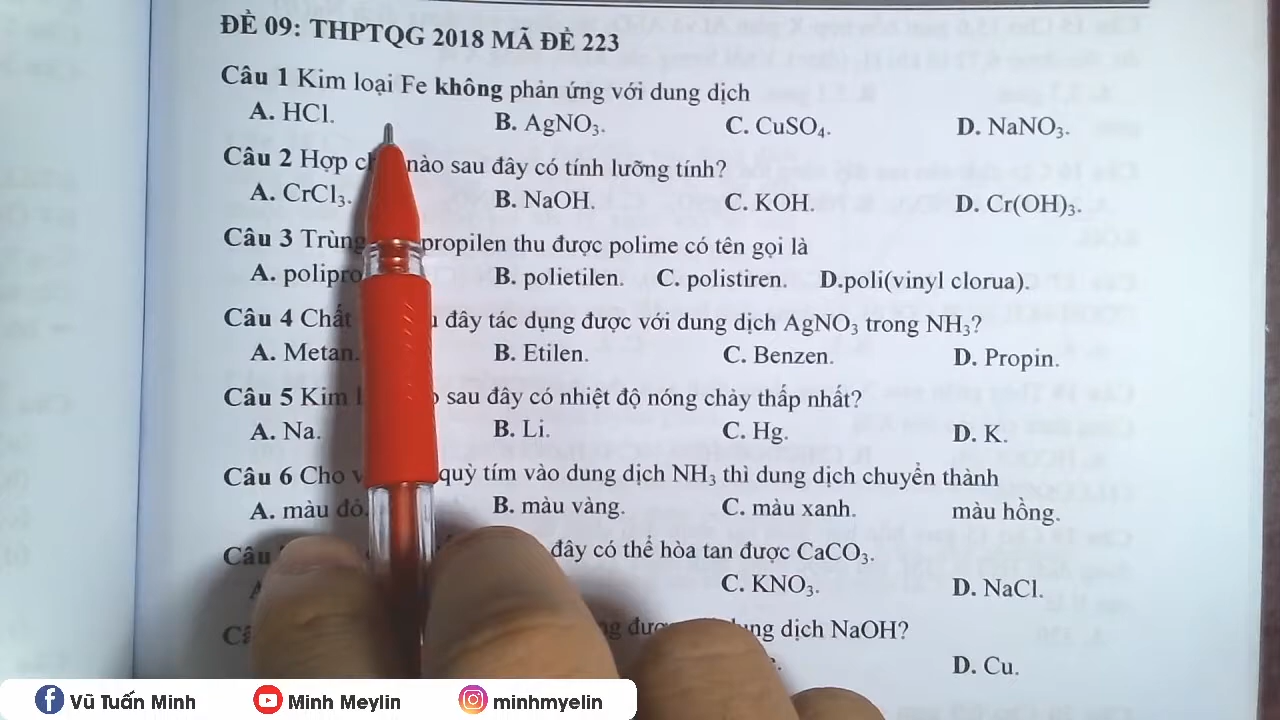 ĐỀ 09: THPTQG 2018 MÃ ĐỀ 223
Câu 1 Kim loại Fe không phản ứng với dung dịch
A. HCl. B. AgNO₃. C. CuSO₄. D. NaNO₃.
Câu 2 Hợp nào sau đây có tính lưỡng tính?
A. CrCl₃. B. NaOH. C. KOH. D. Cr(OH)₃.
Câu 3 Trùng propilen thu được polime có tên gọi là
A. B. polietilen. C. polistiren. D.poli(vinyl clorua).
Câu 4 Chất đây tác dụng được với dung dịch AgNO₃ trong NH₃?
A. Metan. B. Etilen. C. Benzen. D. Propin.
Câu 5 Kim sau đây có nhiệt độ nóng chảy thấp nhất?
A. Na. B. Li. C. Hg. D. K.
Câu 6 Cho quỳ tím vào dung dịch NH₃ thì dung dịch chuyển thành
A. màu đỏ. B. màu vàng. C. màu xanh. màu hồng.
Câu đây có thể hòa tan được CaCO₃.
C. KNO₃. D. NaCl.
dịch NaOH?
D. Cu.
Vũ Tuấn Minh Minh Meylin minhmyelin